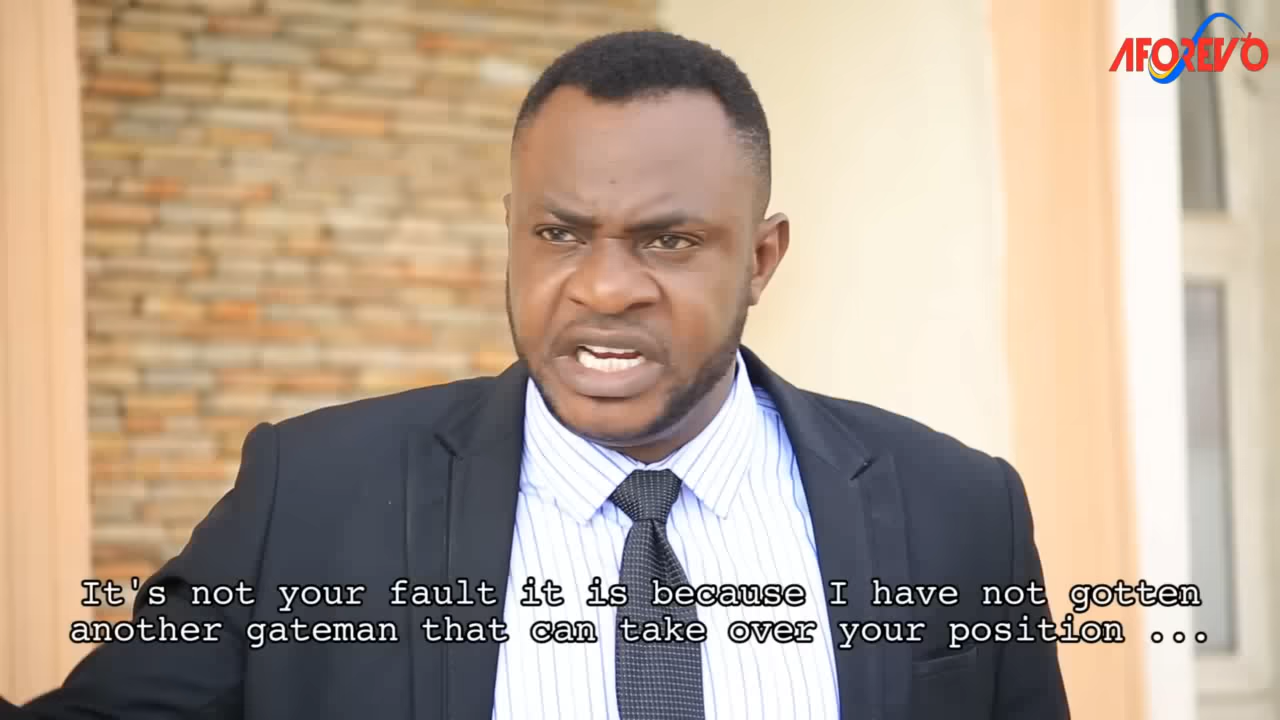 AFOREVO
It's not your fault it is because I have not gotten
another gateman that can take over your position ...